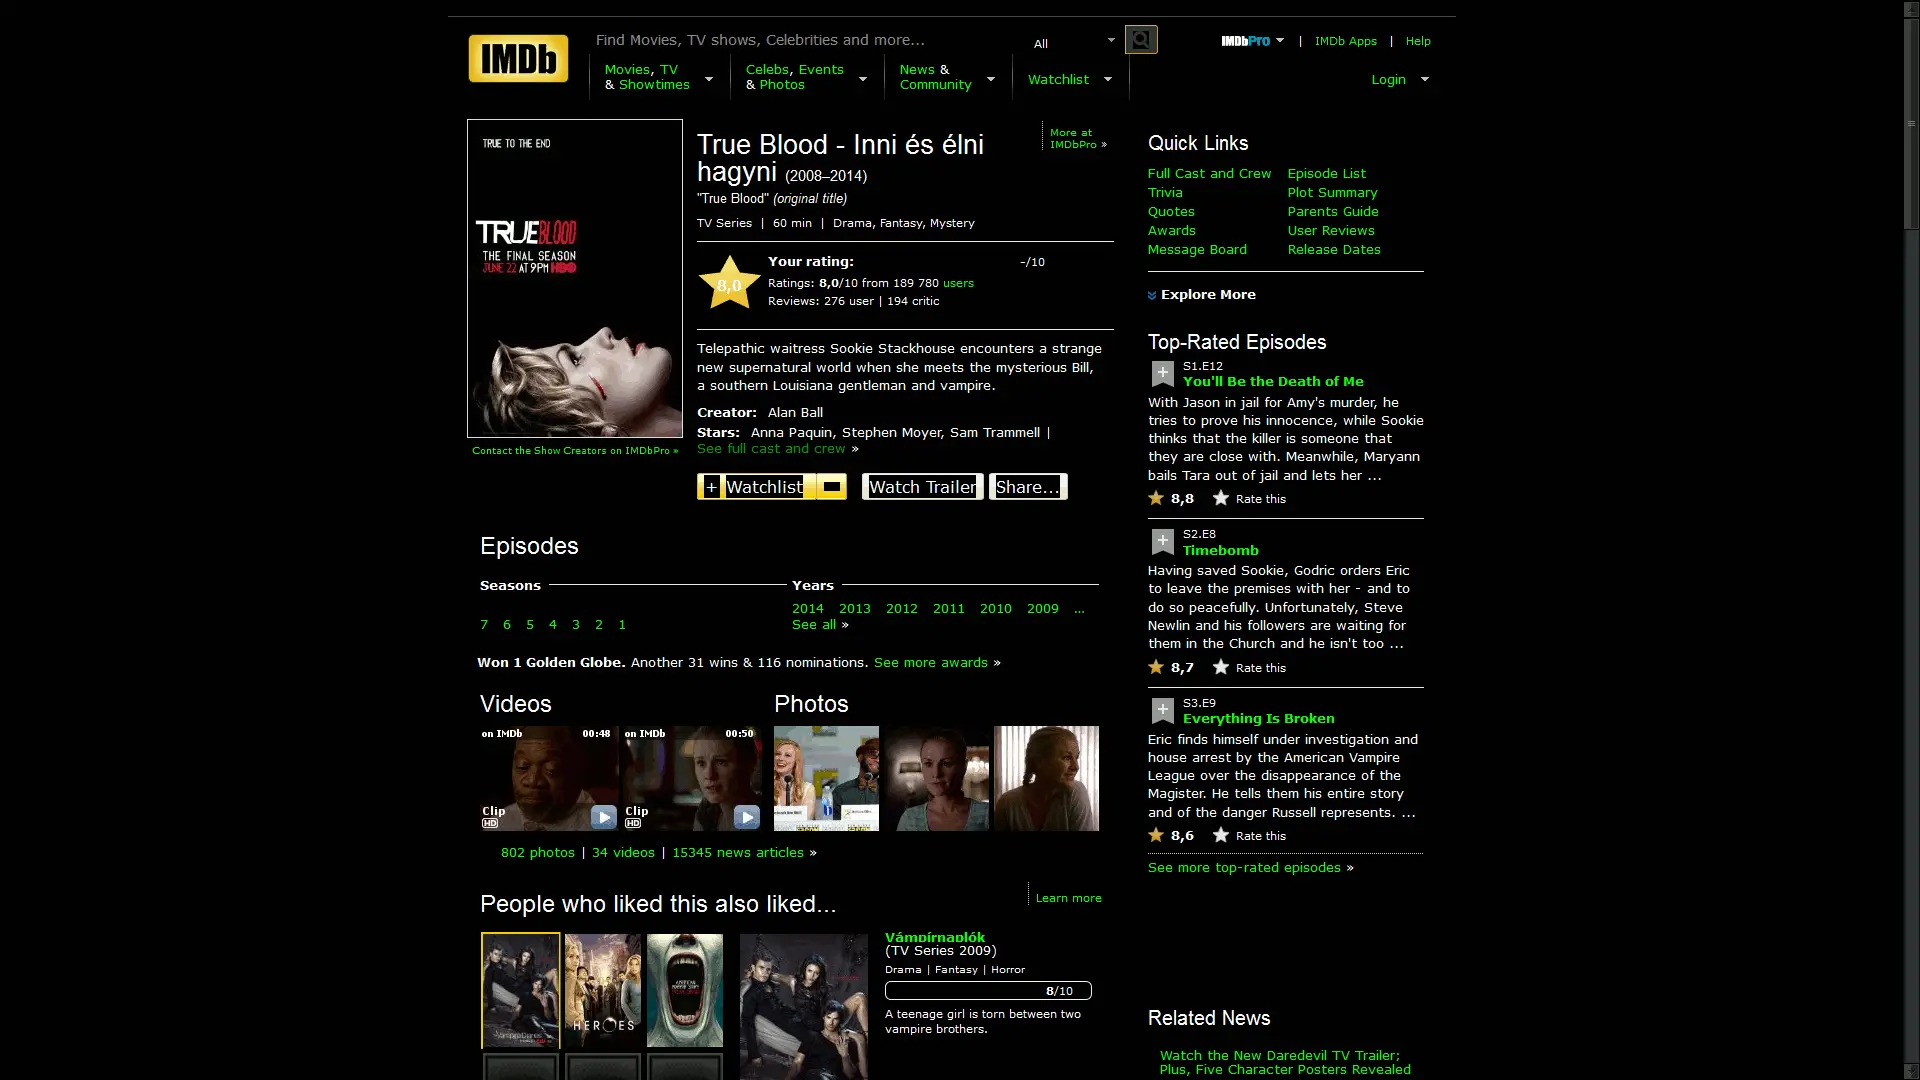 IMDb
Find Movies, TV shows, Celebrities and more...
All
IMDbPro | IMDb Apps | Help
Movies, TV
& Showtimes
Celebs, Events
& Photos
News &
Community
Watchlist
Login
TRUE TO THE END
TRUE BLOOD
THE FINAL SEASON
JUNE 22 AT 9PM HBO
Contact the Show Creators on IMDbPro »
True Blood - Inni és élni
hagyni (2008–2014)
"True Blood" (original title)
TV Series | 60 min | Drama, Fantasy, Mystery
More at
IMDbPro »
8,0
Your rating: -/10
Ratings: 8,0/10 from 189 780 users
Reviews: 276 user | 194 critic
Telepathic waitress Sookie Stackhouse encounters a strange
new supernatural world when she meets the mysterious Bill,
a southern Louisiana gentleman and vampire.
Creator: Alan Ball
Stars: Anna Paquin, Stephen Moyer, Sam Trammell |
See full cast and crew »
+ Watchlist
Watch Trailer
Share...
Episodes
Seasons
7 6 5 4 3 2 1
Years
2014 2013 2012 2011 2010 2009 ...
See all »
Won 1 Golden Globe. Another 31 wins & 116 nominations. See more awards »
Videos
on IMDb 00:48
Clip
HD
on IMDb 00:50
Clip
HD
Photos
802 photos | 34 videos | 15345 news articles »
People who liked this also liked...
Learn more
HEROES
Vámpírnaplók
(TV Series 2009)
Drama | Fantasy | Horror
8/10
A teenage girl is torn between two
vampire brothers.
Quick Links
Full Cast and Crew
Trivia
Quotes
Awards
Message Board
Episode List
Plot Summary
Parents Guide
User Reviews
Release Dates
Explore More
Top-Rated Episodes
S1.E12
You'll Be the Death of Me
With Jason in jail for Amy's murder, he
tries to prove his innocence, while Sookie
thinks that the killer is someone that
they are close with. Meanwhile, Maryann
bails Tara out of jail and lets her ...
8,8 Rate this
S2.E8
Timebomb
Having saved Sookie, Godric orders Eric
to leave the premises with her - and to
do so peacefully. Unfortunately, Steve
Newlin and his followers are waiting for
them in the Church and he isn't too ...
8,7 Rate this
S3.E9
Everything Is Broken
Eric finds himself under investigation and
house arrest by the American Vampire
League over the disappearance of the
Magister. He tells them his entire story
and of the danger Russell represents. ...
8,6 Rate this
See more top-rated episodes »
Related News
Watch the New Daredevil TV Trailer;
Plus, Five Character Posters Revealed